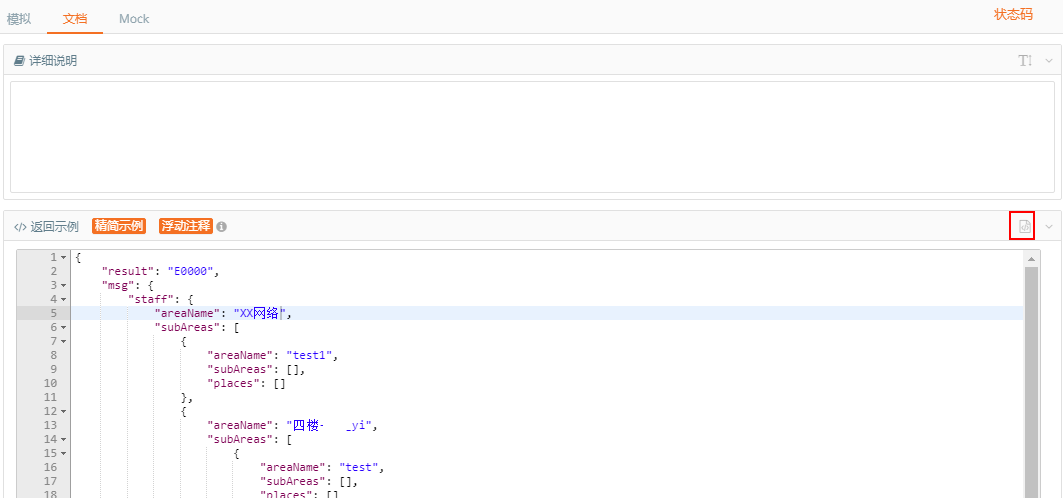 模拟 文档 Mock 状态码
详细说明
返回示例 精简示例 浮动注释
1 {
2 "result": "E0000",
3 "msg": {
4 "staff": {
5 "areaName": "XX网络",
6 "subAreas": [
7 {
8 "areaName": "test1",
9 "subAreas": [],
10 "places": []
11 },
12 {
13 "areaName": "四楼- _yi",
14 "subAreas": [
15 {
16 "areaName": "test",
17 "subAreas": [],
18 "places": []